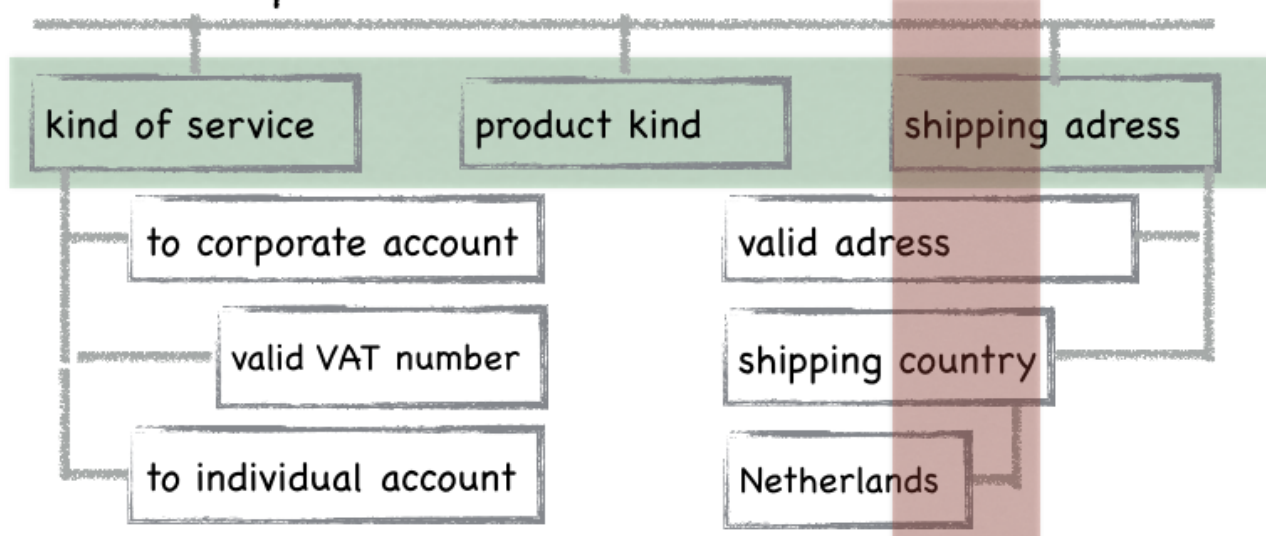 kind of service
product kind
shipping adress
to corporate account
valid VAT number
to individual account
valid adress
shipping country
Netherlands